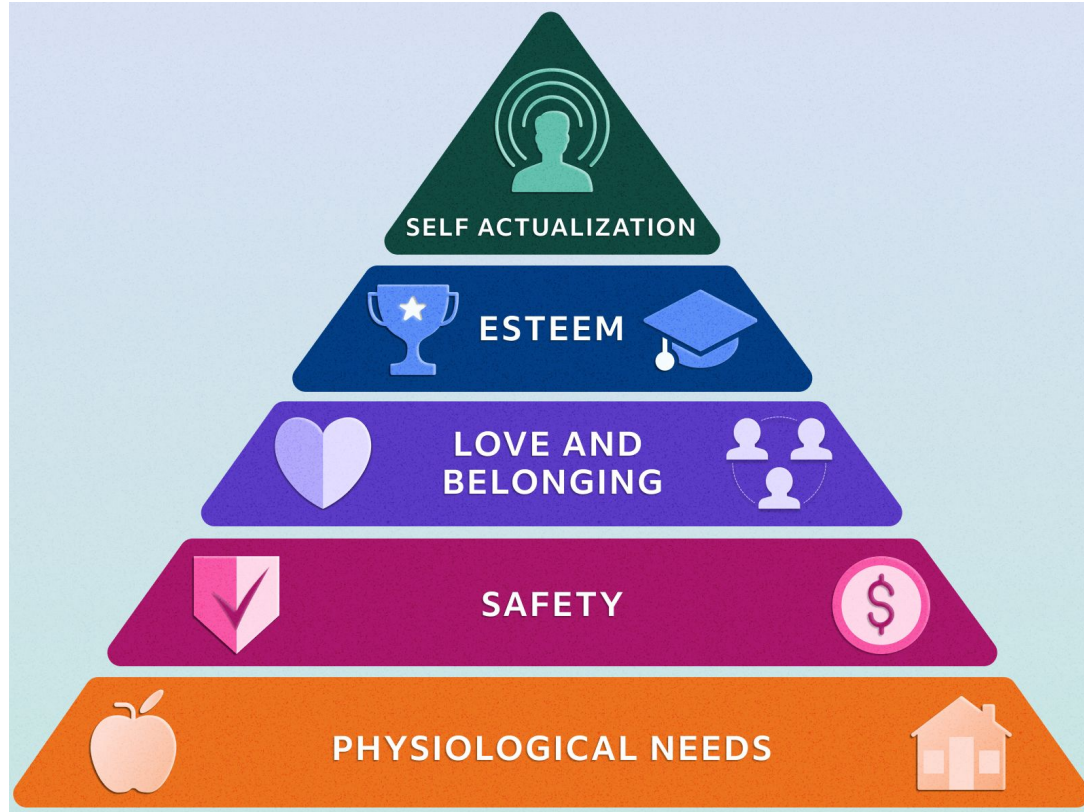 SELF ACTUALIZATION
ESTEEM
LOVE AND
BELONGING
SAFETY
$
PHYSIOLOGICAL NEEDS